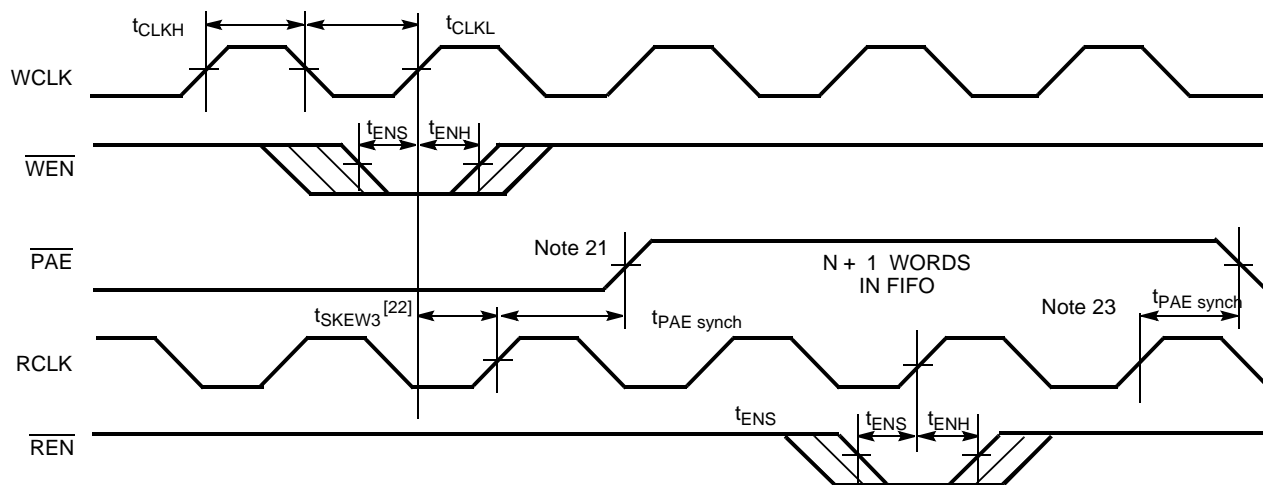 tCLKH
tCLKL
WCLK
tENS
tENH
WEN
Note 21
PAE
N + 1 WORDS
IN FIFO
tSKEW3 [22]
tPAE synch
Note 23
tPAE synch
RCLK
tENS
tENS
tENH
REN